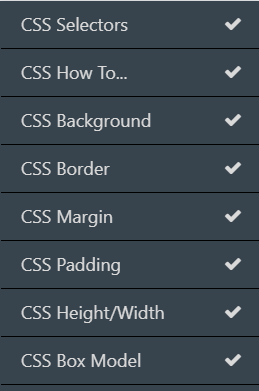 CSS Selectors
CSS How To...
CSS Background
CSS Border
CSS Margin
CSS Padding
CSS Height/Width
CSS Box Model